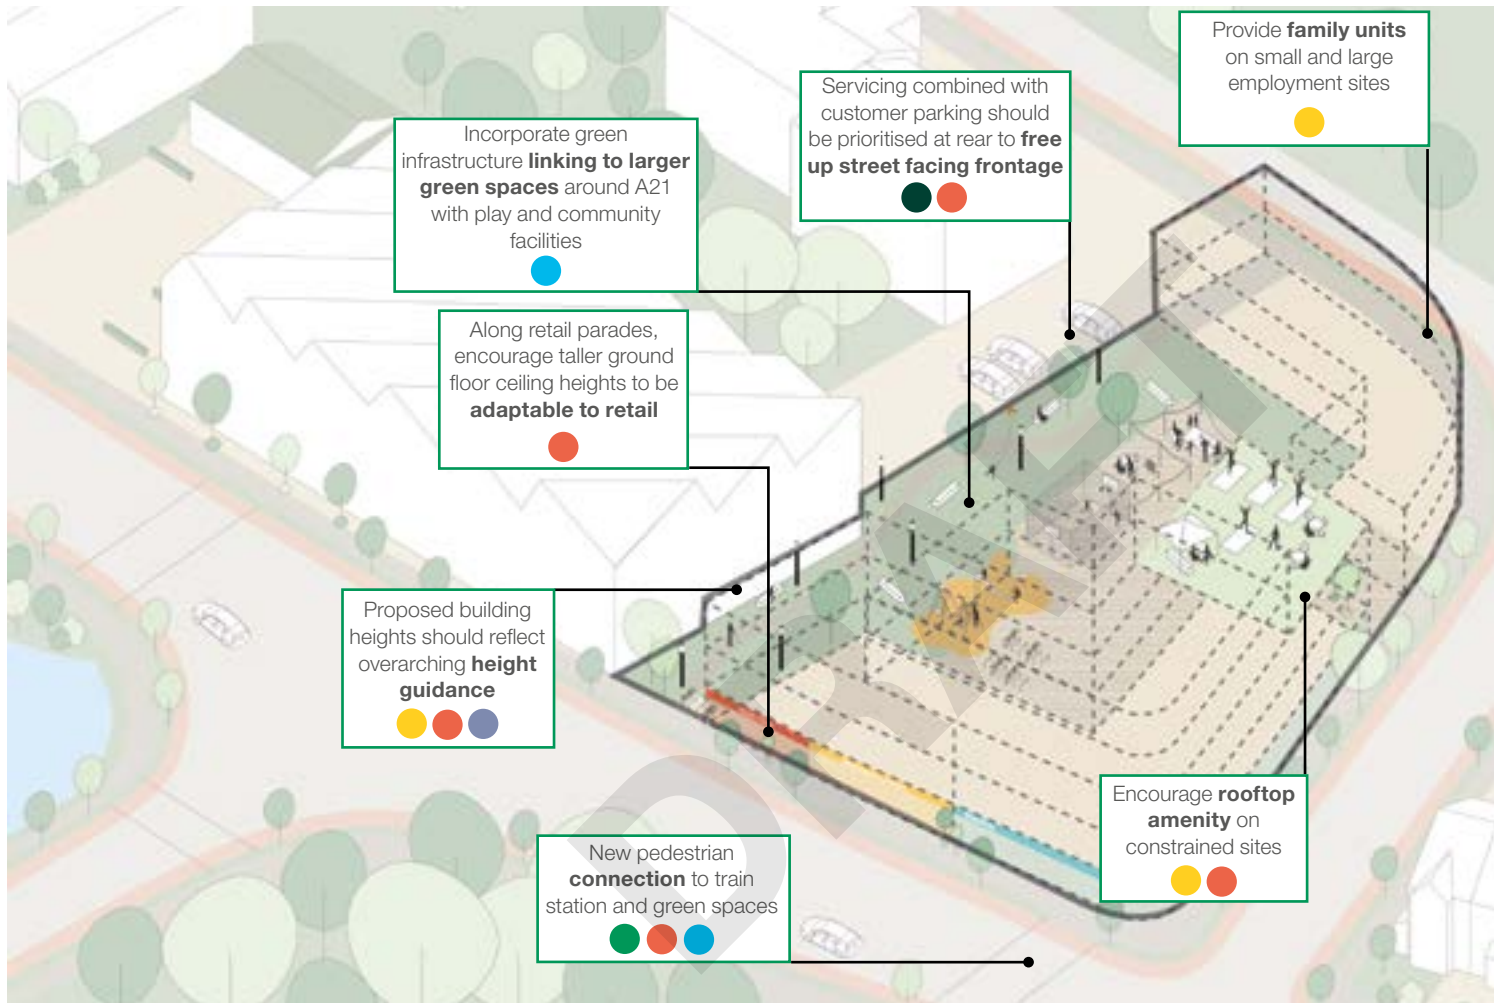 Provide family units
on small and large
employment sites
Servicing combined with
customer parking should
be prioritised at rear to free
up street facing frontage
Incorporate green
infrastructure linking to larger
green spaces around A21
with play and community
facilities
Along retail parades,
encourage taller ground
floor ceiling heights to be
adaptable to retail
Proposed building
heights should reflect
overarching height
guidance
Encourage rooftop
amenity on
constrained sites
New pedestrian
connection to train
station and green spaces
DRAFT